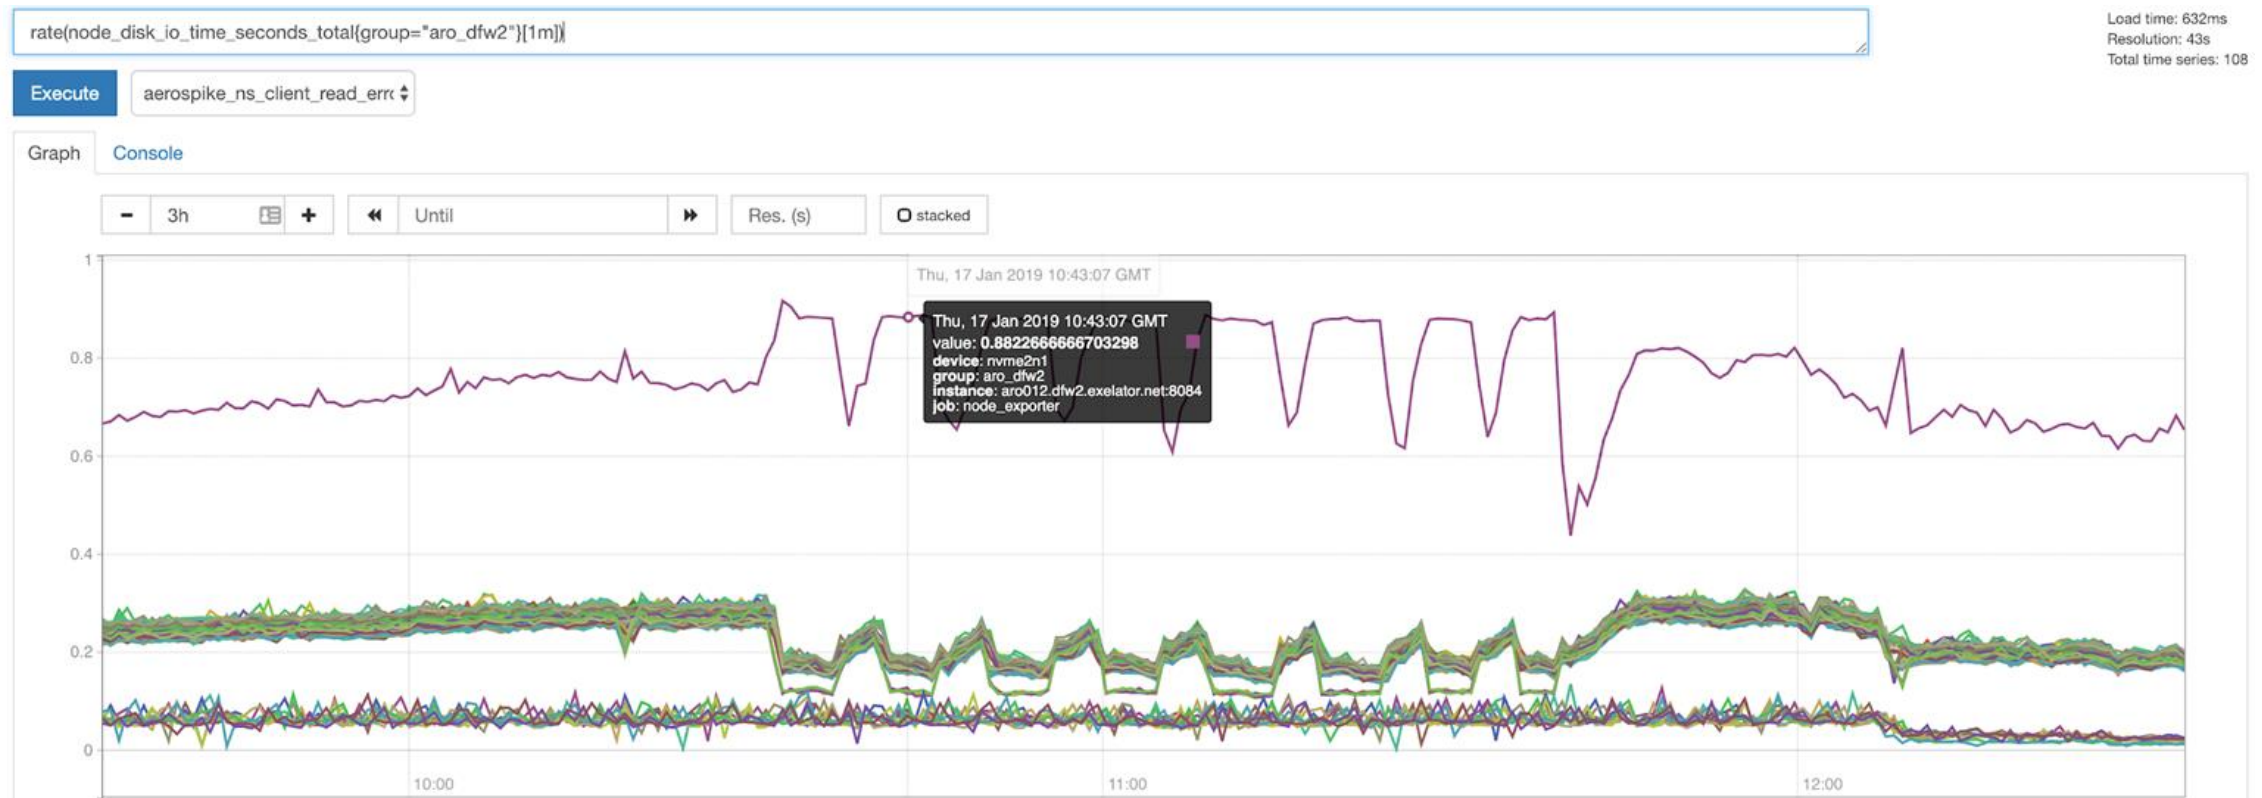 rate(node_disk_io_time_seconds_total{group="aro_dfw2"}[1m])
Load time: 632ms
Resolution: 43s
Total time series: 108
Execute
aerospike_ns_client_read_erro
Graph
Console
3h
Until
Res. (s)
stacked
Thu, 17 Jan 2019 10:43:07 GMT
Thu, 17 Jan 2019 10:43:07 GMT
value: 0.8822666666703298
device: nvme2n1
group: aro_dfw2
instance: aro012.dfw2.exelator.net:8084
job: node_exporter
1
0.8
0.6
0.4
0.2
0
10:00
11:00
12:00